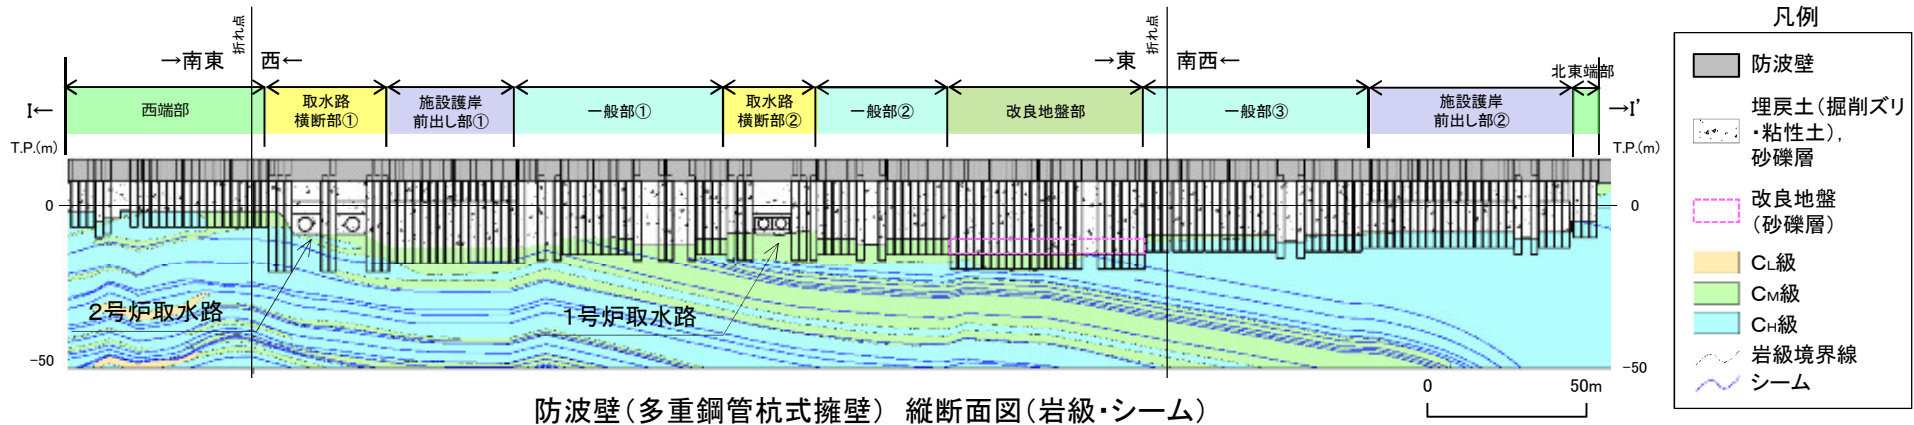 折れ点
→南東
西←
折れ点
→東
南西←
北東端部
I←
西端部
取水路
横断部①
施設護岸
前出し部①
一般部①
取水路
横断部②
一般部②
改良地盤部
一般部③
施設護岸
前出し部②
→I'
T.P.(m)
T.P.(m)
0
0
2号炉取水路
1号炉取水路
-50
-50
0
50m
防波壁(多重鋼管杭式擁壁) 縦断面図(岩級・シーム)
凡例
防波壁
埋戻土(掘削ズリ
・粘性土),
砂礫層
改良地盤
(砂礫層)
CL級
CM級
CH級
岩級境界線
シーム